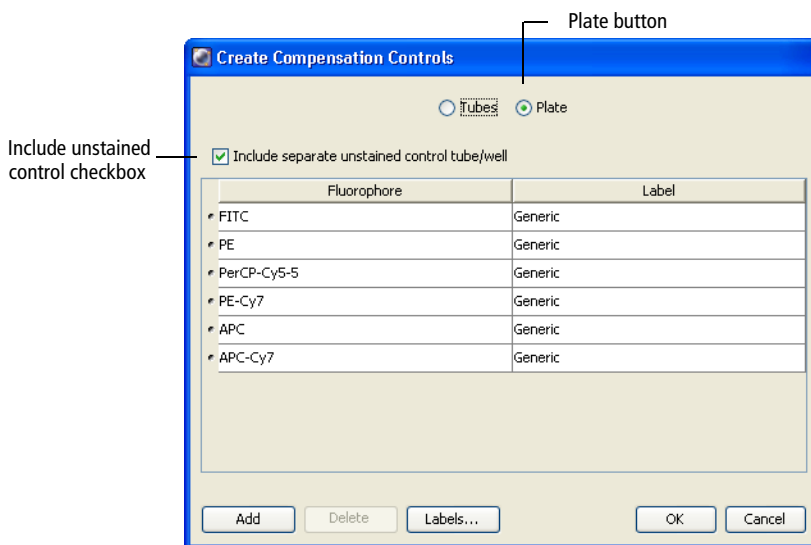 Plate button
Create Compensation Controls
Tubes Plate
Include unstained
control checkbox
Include separate unstained control tube/well
Fluorophore Label
FITC Generic
PE Generic
PerCP-Cy5-5 Generic
PE-Cy7 Generic
APC Generic
APC-Cy7 Generic
Add Delete Labels... OK Cancel